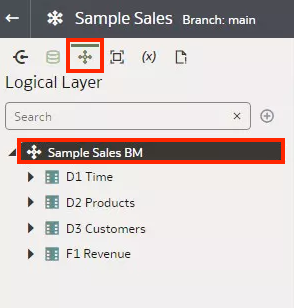 Sample Sales Branch: main
(x)
Logical Layer
Search
Sample Sales BM
D1 Time
D2 Products
D3 Customers
F1 Revenue